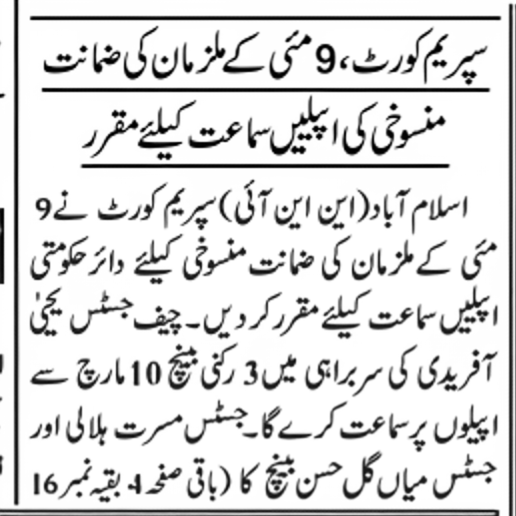 سپریم کورٹ، 9 مئی کے ملزمان کی ضمانت
منسوخی کی اپیلیں سماعت کیلئے مقرر
اسلام آباد (این این آئی) سپریم کورٹ نے 9
مئی کے ملزمان کی ضمانت منسوخی کیلئے دائر حکومتی
اپیلیں سماعت کیلئے مقرر کر دیں۔ چیف جسٹس یحییٰ
آفریدی کی سربراہی میں 3 رکنی بینچ 10 مارچ سے
اپیلوں پر سماعت کرے گا۔ جسٹس مسرت ہلالی اور
جسٹس میاں گل حسن بینچ کا (باقی صفحہ 4 بقیہ نمبر 16